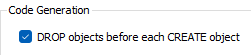 Code Generation
DROP objects before each CREATE object